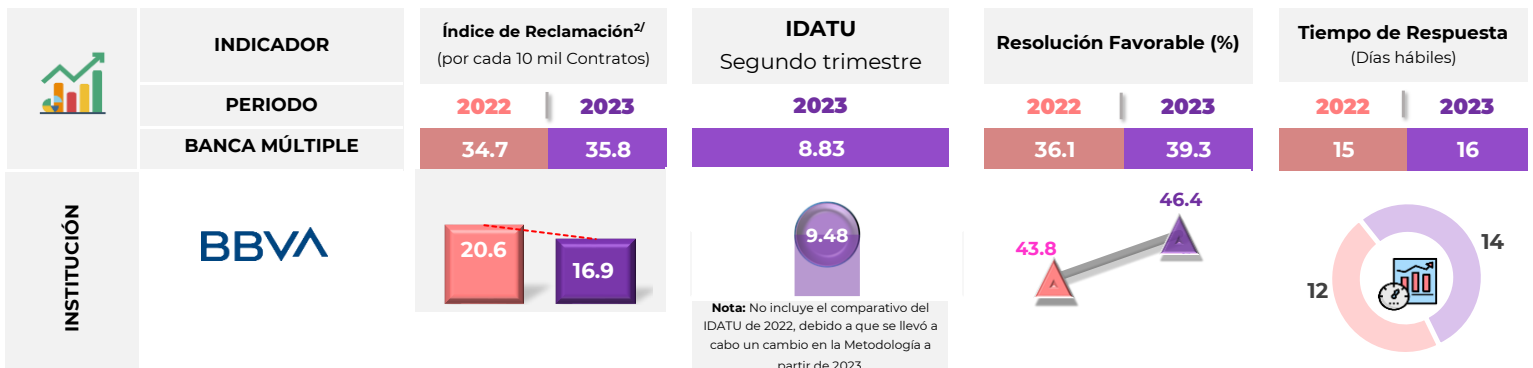 INDICADOR
Índice de Reclamación2/
(por cada 10 mil Contratos)
IDATU
Segundo trimestre
Resolución Favorable (%)
Tiempo de Respuesta
(Días hábiles)
PERIODO
2022 2023
2023
2022 2023
2022 2023
BANCA MÚLTIPLE
34.7 35.8
8.83
36.1 39.3
15 16
INSTITUCIÓN
BBVA
20.6
16.9
9.48
Nota: No incluye el comparativo del
IDATU de 2022, debido a que se llevó a
cabo un cambio en la Metodología a
partir de 2023
43.8
46.4
12
14